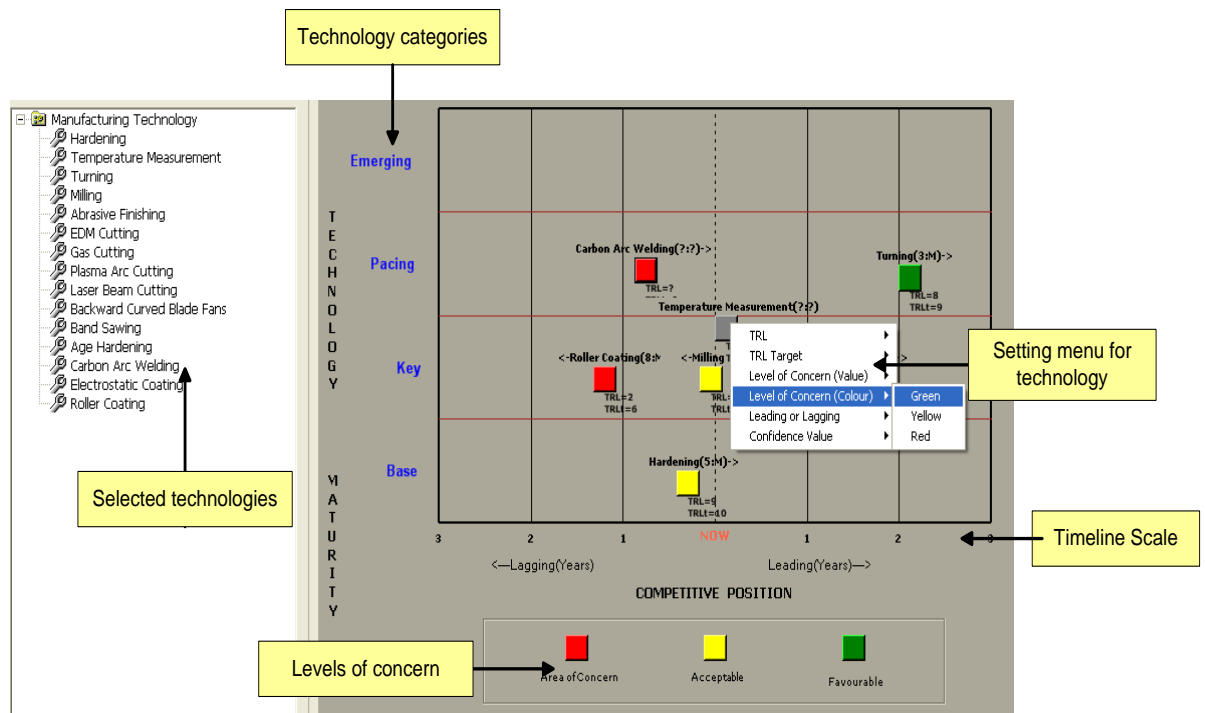 Technology categories
Manufacturing Technology
Hardening
Temperature Measurement
Turning
Milling
Abrasive Finishing
EDM Cutting
Gas Cutting
Plasma Arc Cutting
Laser Beam Cutting
Backward Curved Blade Fans
Band Sawing
Age Hardening
Carbon Arc Welding
Electrostatic Coating
Roller Coating
Selected technologies
TECHNOLOGY
MATURITY
Emerging
Pacing
Key
Base
Carbon Arc Welding(?:?)->
TRL=?
Turning(3:M)->
TRL=8
TRLt=9
Temperature Measurement(?:?)
<-Roller Coating(8:
TRL=2
TRLt=6
<-Milling
TRL=
TRLt
Hardening(5:M)->
TRL=9
TRLt=10
TRL
TRL Target
Level of Concern (Value)
Level of Concern (Colour)
Leading or Lagging
Confidence Value
Green
Yellow
Red
Setting menu for
technology
3 2 1 NOW 1 2 3
Timeline Scale
<—Lagging(Years) Leading(Years)—>
COMPETITIVE POSITION
Levels of concern
Area of Concern
Acceptable
Favourable